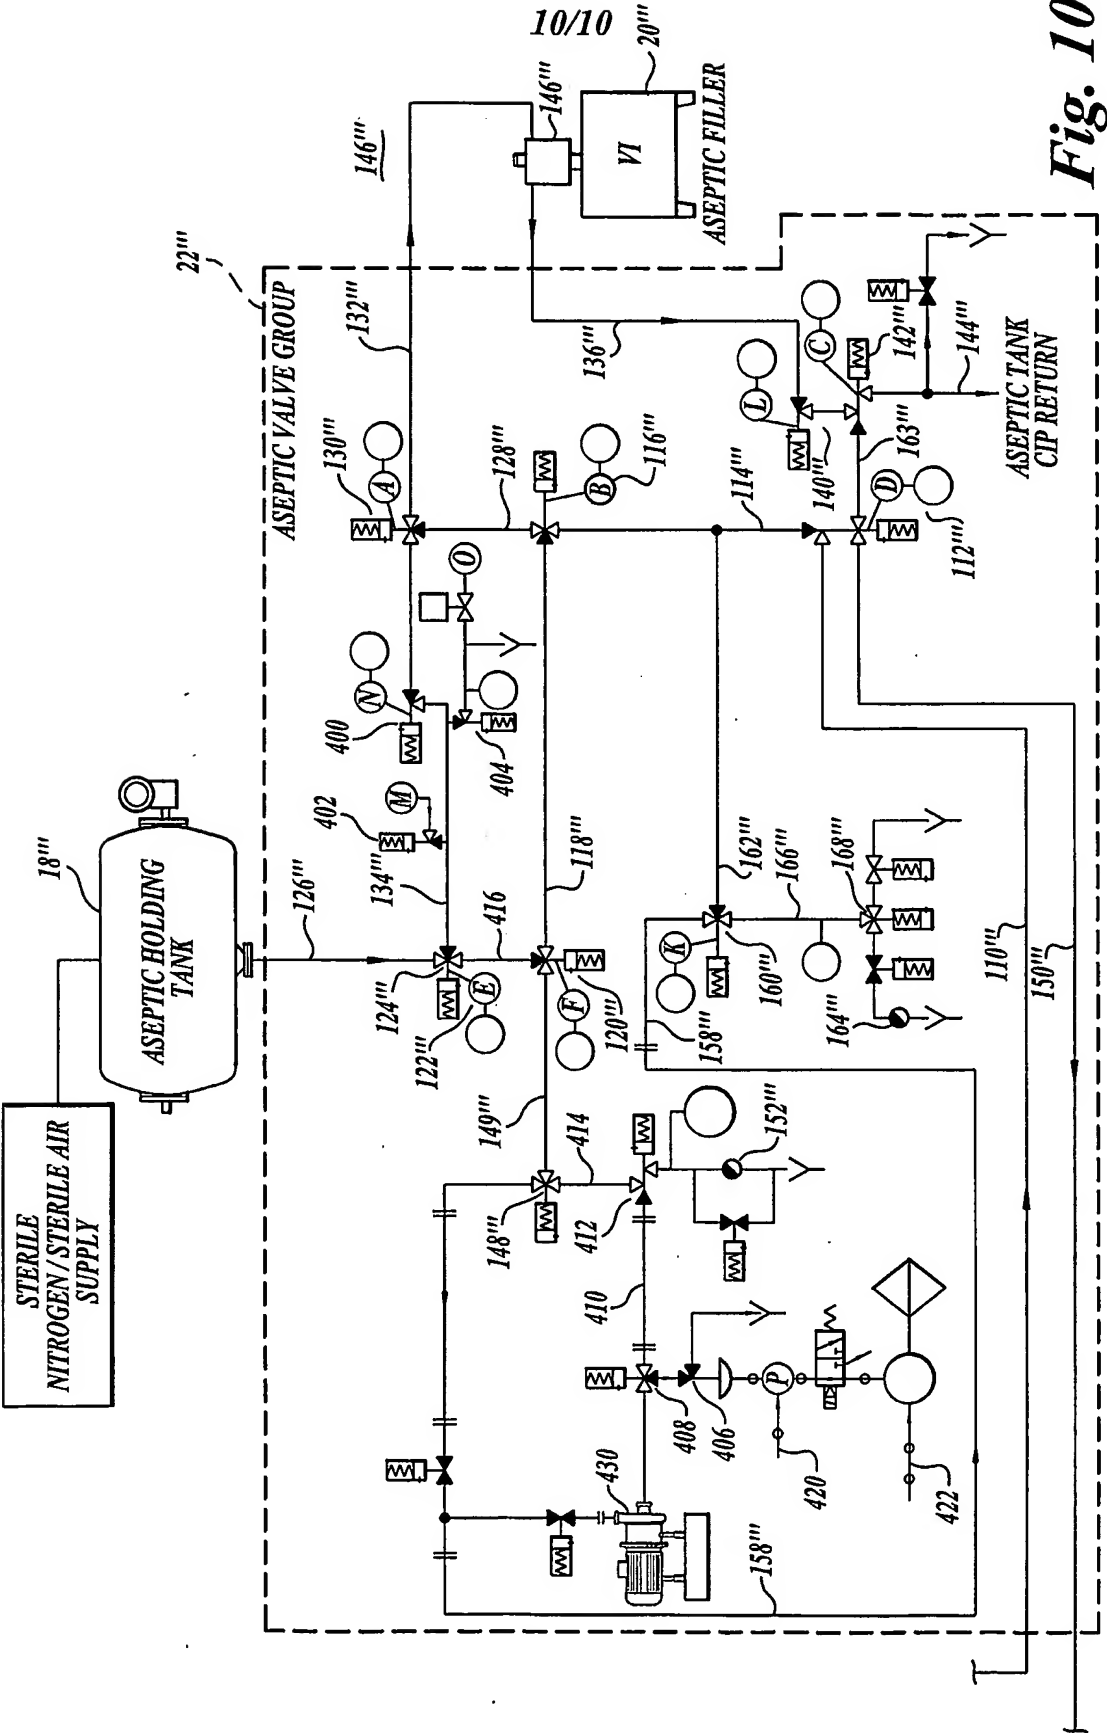 10/10
Fig. 10
STERILE
NITROGEN/STERILE AIR
SUPPLY
18'''
ASEPTIC HOLDING
TANK
126'''
22'''
ASEPTIC VALVE GROUP
146'''
146'''
20'''
VI
ASEPTIC FILLER
130'''
A
132'''
136'''
128'''
B
116'''
O
N
400
404
M
402
134'''
118'''
416
124'''
E
122'''
F
120'''
149'''
414
148'''
412
152'''
410
408
406
P
420
422
430
158'''
158'''
K
160'''
162'''
166'''
168'''
164'''
110'''
150'''
114'''
L
140'''
C
142'''
144'''
163'''
D
112'''
ASEPTIC TANK
CIP RETURN